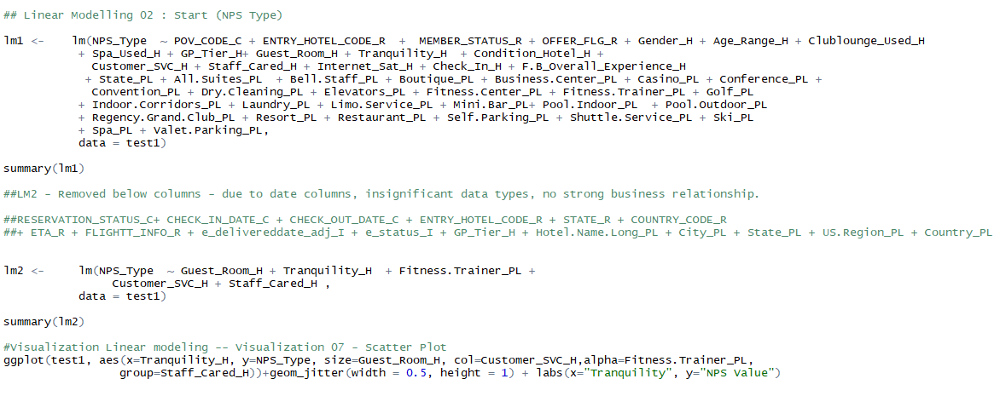 ## Linear Modelling 02 : Start (NPS Type)
lm1 <- lm(NPS_Type ~ POV_CODE_C + ENTRY_HOTEL_CODE_R + MEMBER_STATUS_R + OFFER_FLG_R + Gender_H + Age_Range_H + Clublounge_Used_H
+ Spa_Used_H + GP_Tier_H+ Guest_Room_H + Tranquility_H + Condition_Hotel_H +
Customer_SVC_H + Staff_Cared_H + Internet_Sat_H + Check_In_H + F.B_Overall_Experience_H
+ State_PL + All.Suites_PL + Bell.Staff_PL + Boutique_PL + Business.Center_PL + Casino_PL + Conference_PL +
Convention_PL + Dry.Cleaning_PL + Elevators_PL + Fitness.Center_PL + Fitness.Trainer_PL + Golf_PL
+ Indoor.Corridors_PL + Laundry_PL + Limo.Service_PL + Mini.Bar_PL+ Pool.Indoor_PL + Pool.Outdoor_PL
+ Regency.Grand.Club_PL + Resort_PL + Restaurant_PL + Self.Parking_PL + Shuttle.Service_PL + Ski_PL
+ Spa_PL + Valet.Parking_PL,
data = test1)
summary(lm1)
##LM2 - Removed below columns - due to date columns, insignificant data types, no strong business relationship.
##RESERVATION_STATUS_C+ CHECK_IN_DATE_C + CHECK_OUT_DATE_C + ENTRY_HOTEL_CODE_R + STATE_R + COUNTRY_CODE_R
##+ ETA_R + FLIGHTT_INFO_R + e_delivereddate_adj_I + e_status_I + GP_Tier_H + Hotel.Name.Long_PL + City_PL + State_PL + US.Region_PL + Country_PL
lm2 <- lm(NPS_Type ~ Guest_Room_H + Tranquility_H + Fitness.Trainer_PL +
Customer_SVC_H + Staff_Cared_H ,
data = test1)
summary(lm2)
#Visualization Linear modeling -- Visualization 07 - Scatter Plot
ggplot(test1, aes(x=Tranquility_H, y=NPS_Type, size=Guest_Room_H, col=Customer_SVC_H,alpha=Fitness.Trainer_PL,
group=Staff_Cared_H))+geom_jitter(width = 0.5, height = 1) + labs(x="Tranquility", y="NPS Value")